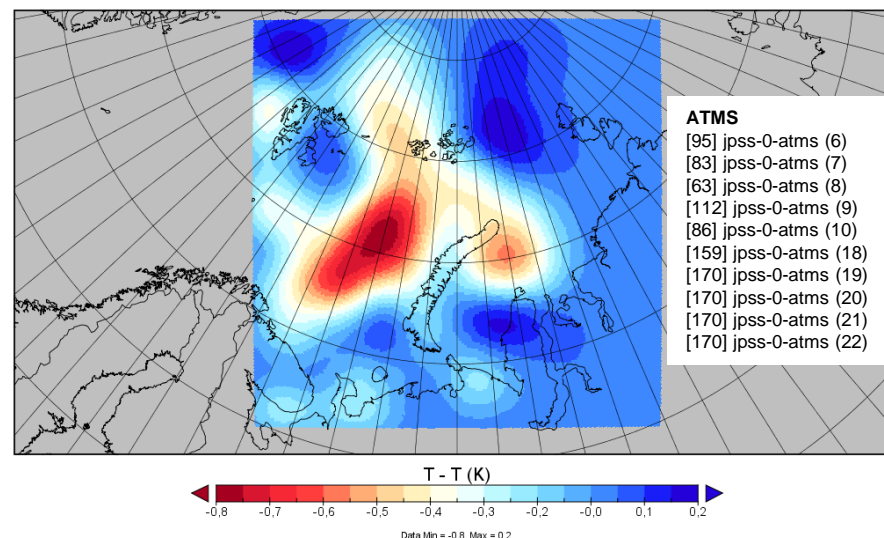 ATMS
[95] jpss-0-atms (6)
[83] jpss-0-atms (7)
[63] jpss-0-atms (8)
[112] jpss-0-atms (9)
[86] jpss-0-atms (10)
[159] jpss-0-atms (18)
[170] jpss-0-atms (19)
[170] jpss-0-atms (20)
[170] jpss-0-atms (21)
[170] jpss-0-atms (22)
T - T (K)
-0,8 -0,7 -0,6 -0,5 -0,4 -0,3 -0,2 -0,0 0,1 0,2
Data Min = -0,8, Max = 0,2